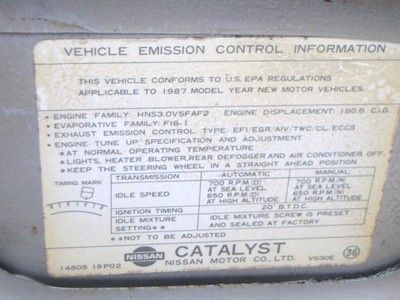 VEHICLE EMISSION CONTROL INFORMATION
THIS VEHICLE CONFORMS TO U.S. EPA REGULATIONS
APPLICABLE TO 1987 MODEL YEAR NEW MOTOR VEHICLES.
• ENGINE FAMILY: HNS3.0V5FAF2 ENGINE DISPLACEMENT: 180.6 C.I.D.
• EVAPORATIVE FAMILY: F16-1
• EXHAUST EMISSION CONTROL TYPE: EFI/EGR/AIV/TWC/CL/ECCS
• ENGINE TUNE UP SPECIFICATION AND ADJUSTMENT
• AT NORMAL OPERATING TEMPERATURE
• LIGHTS, HEATER BLOWER, REAR DEFOGGER AND AIR CONDITIONER OFF.
• KEEP THE STEERING WHEEL IN A STRAIGHT AHEAD POSITION
TIMING MARK TRANSMISSION AUTOMATIC MANUAL
IDLE SPEED 700 R.P.M.(D) AT SEA LEVEL 650 R.P.M.(D) AT HIGH ALTITUDE 700 R.P.M.(N) AT SEA LEVEL 650 R.P.M.(N) AT HIGH ALTITUDE
IGNITION TIMING 20° B.T.D.C.
IDLE MIXTURE SETTING** IDLE MIXTURE SCREW IS PRESET AND SEALED AT FACTORY
**NOT TO BE ADJUSTED
NISSAN CATALYST 36
14805 19P02 NISSAN MOTOR CO., LTD. VG30E